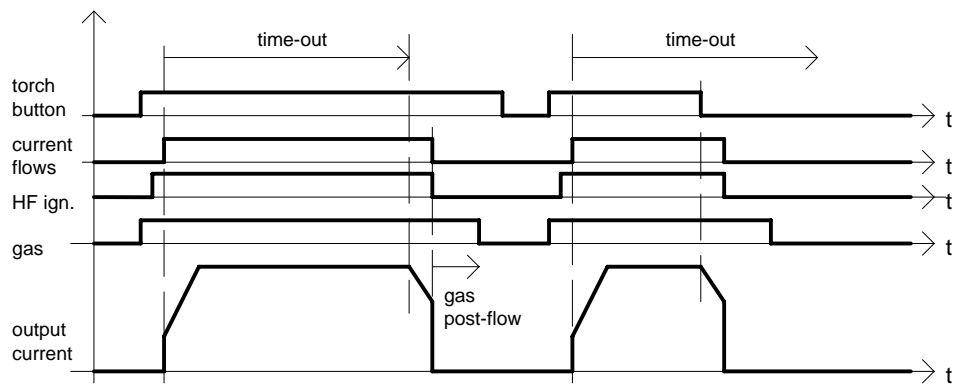 time-out
time-out
torch
button
t
current
flows
t
HF ign.
t
gas
t
gas
post-flow
output
current
t